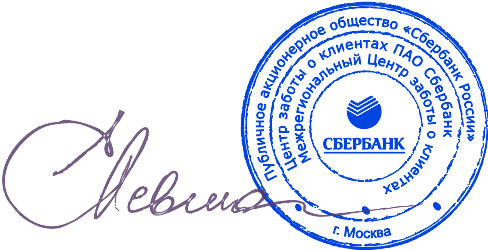 Публичное акционерное общество «Сбербанк России»
Центр заботы о клиентах ПАО Сбербанк
Межрегиональный Центр заботы о клиентах
СБЕРБАНК
г. Москва